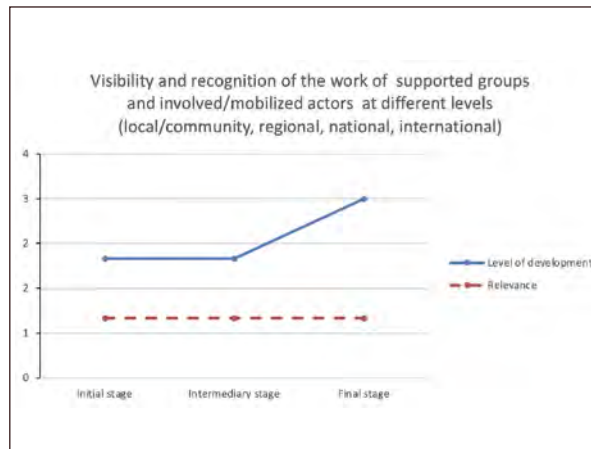 Visibility and recognition of the work of supported groups
and involved/mobilized actors at different levels
(local/community, regional, national, international)
4
3
2
2
1
0
Level of development
Relevance
Initial stage Intermediary stage Final stage